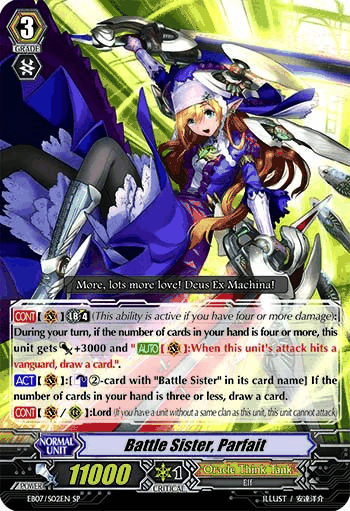 3
GRADE
More, lots more love! Deus Ex Machina!
CONT [ ] LB 4 (This ability is active if you have four or more damage):
During your turn, if the number of cards in your hand is four or more, this
unit gets +3000 and "AUTO [ ]:When this unit's attack hits a
vanguard, draw a card.".
ACT [ ]:[ ②-card with "Battle Sister" in its card name] If the
number of cards in your hand is three or less, draw a card.
CONT [ / ]:Lord (If you have a unit without a same clan as this unit, this unit cannot attack)
NORMAL
UNIT
Battle Sister, Parfait
POWER
11000
1
CRITICAL
Oracle Think Tank
Elf
EB07/S02EN SP
ILLUST / 安達洋介